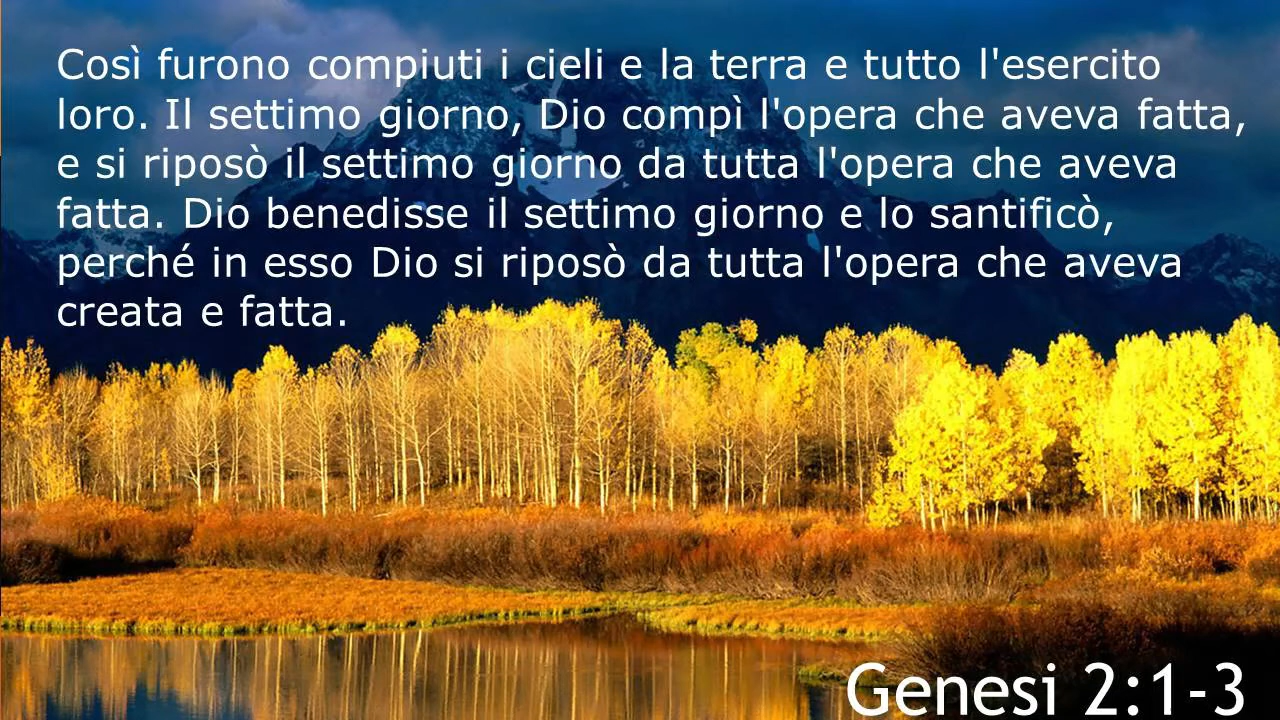 Così furono compiuti i cieli e la terra e tutto l'esercito
loro. Il settimo giorno, Dio compì l'opera che aveva fatta,
e si riposò il settimo giorno da tutta l'opera che aveva
fatta. Dio benedisse il settimo giorno e lo santificò,
perché in esso Dio si riposò da tutta l'opera che aveva
creata e fatta.
Genesi 2:1-3